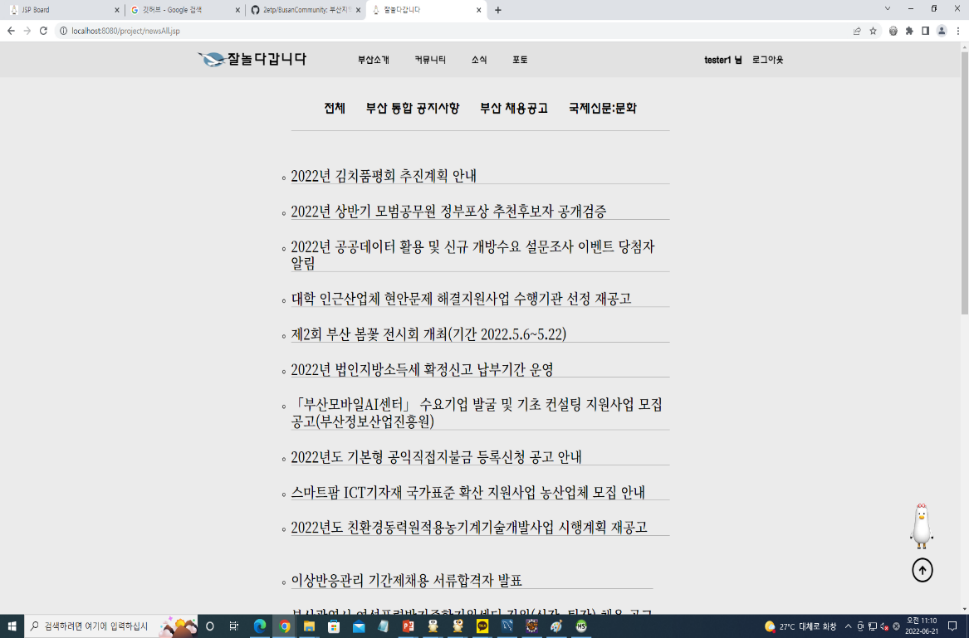 JSP Board
깃허브 - Google 검색
2etp/BusanCommunity: 부산지
잘놀다갑니다
localhost:8080/project/newsAll.jsp
잘놀다갑니다 부산소개 커뮤니티 소식 포토 tester1 님 로그아웃
전체 부산 통합 공지사항 부산 채용공고 국제신문:문화
2022년 김치품평회 추진계획 안내
2022년 상반기 모범공무원 정부포상 추천후보자 공개검증
2022년 공공데이터 활용 및 신규 개방수요 설문조사 이벤트 당첨자
알림
대학 인근산업체 현안문제 해결지원사업 수행기관 선정 재공고
제2회 부산 봄꽃 전시회 개최(기간 2022.5.6~5.22)
2022년 법인지방소득세 확정신고 납부기간 운영
「부산모바일AI센터」 수요기업 발굴 및 기초 컨설팅 지원사업 모집
공고(부산정보산업진흥원)
2022년도 기본형 공익직접지불금 등록신청 공고 안내
스마트팜 ICT기자재 국가표준 확산 지원사업 농산업체 모집 안내
2022년도 친환경동력원적용농기계기술개발사업 시행계획 재공고
이상반응관리 기간제채용 서류합격자 발표
검색하려면 여기에 입력하십시
27°C 대체로 화창
오전 11:10
2022-06-21